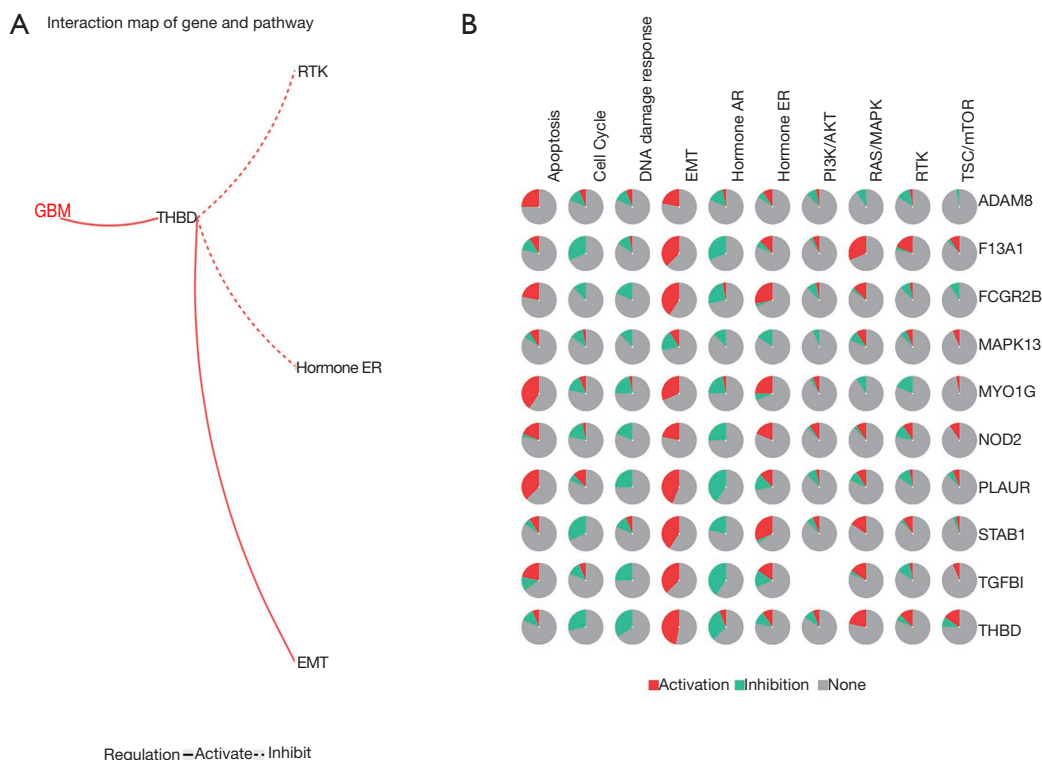 A
Interaction map of gene and pathway
RTK
GBM
THBD
Hormone ER
EMT
Regulation Activate Inhibit
B
Apoptosis
Cell Cycle
DNA damage response
EMT
Hormone AR
Hormone ER
PI3K/AKT
RAS/MAPK
RTK
TSC/mTOR
ADAM8
F13A1
FCGR2B
MAPK13
MYO1G
NOD2
PLAUR
STAB1
TGFBI
THBD
Activation Inhibition None